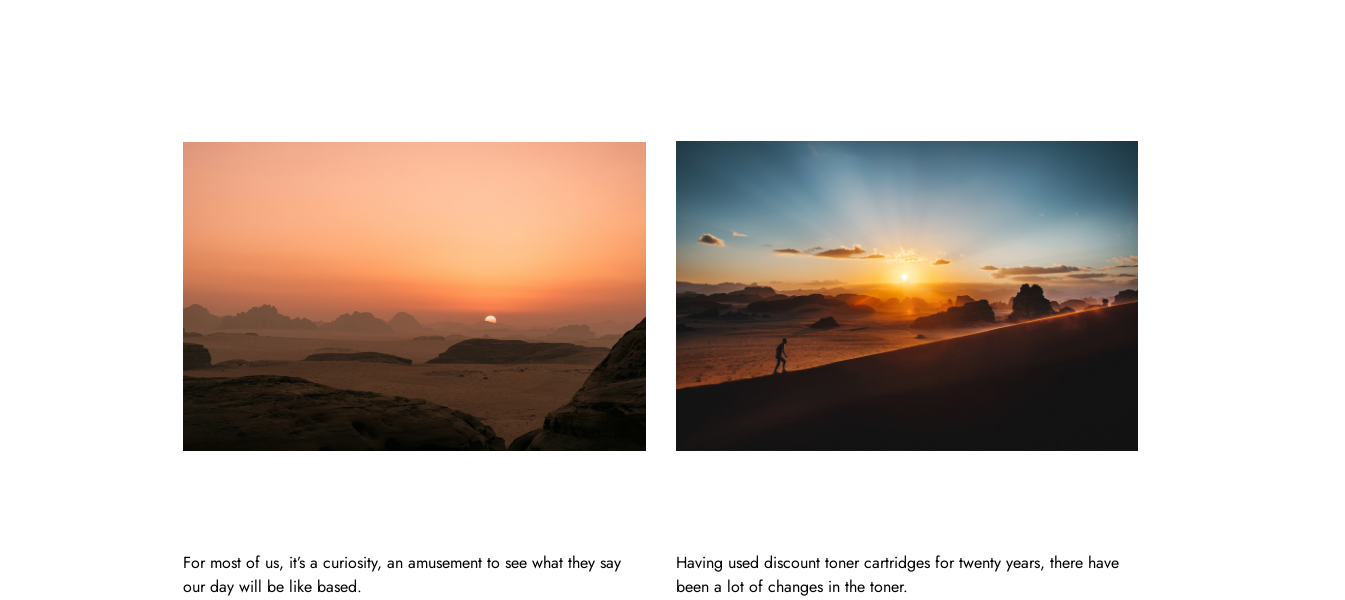 For most of us, it’s a curiosity, an amusement to see what they say
our day will be like based.
Having used discount toner cartridges for twenty years, there have
been a lot of changes in the toner.